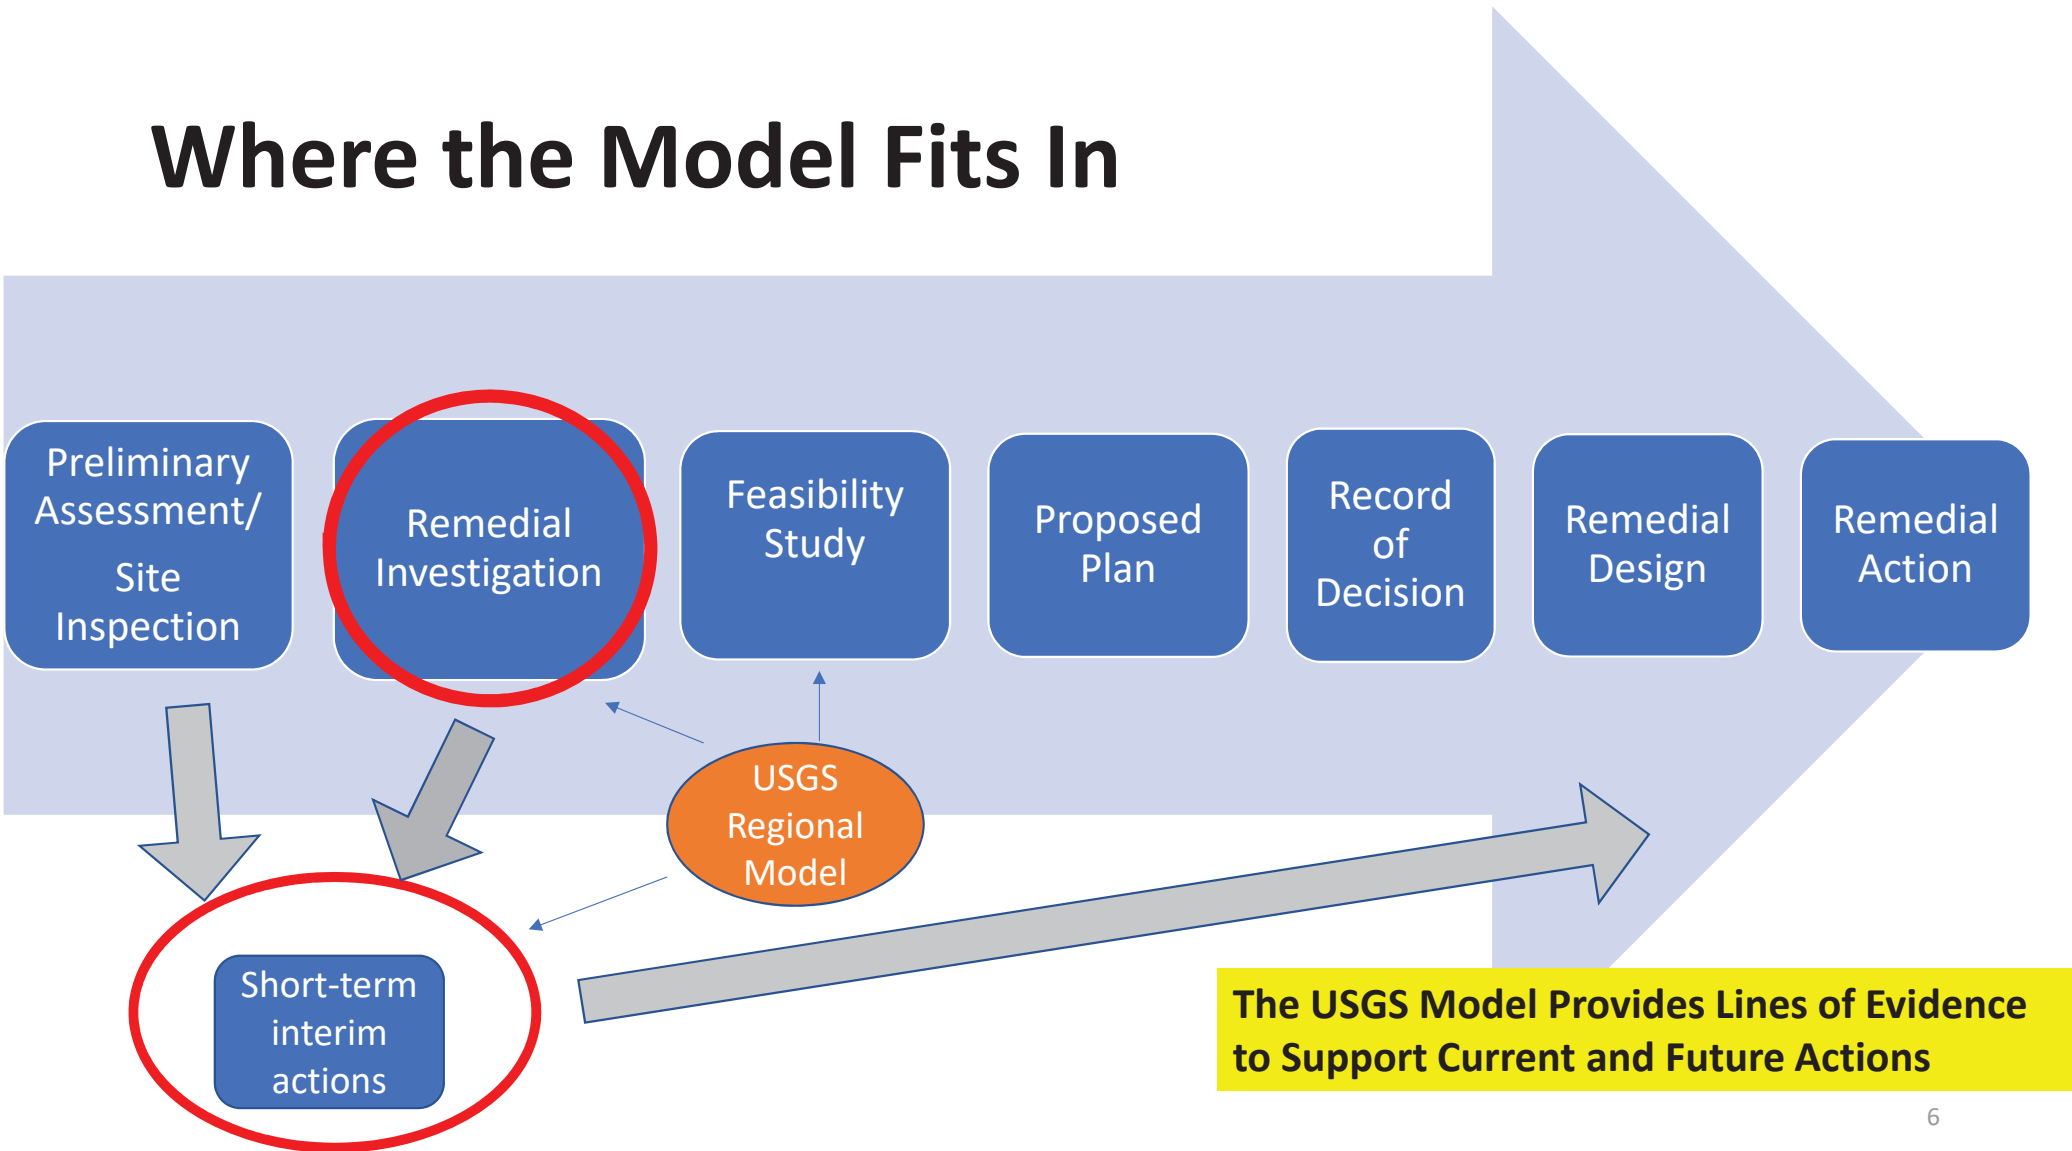 Where the Model Fits In
Preliminary
Assessment/
Site
Inspection
Remedial
Investigation
Feasibility
Study
Proposed
Plan
Record
of
Decision
Remedial
Design
Remedial
Action
USGS
Regional
Model
Short-term
interim
actions
The USGS Model Provides Lines of Evidence
to Support Current and Future Actions
6